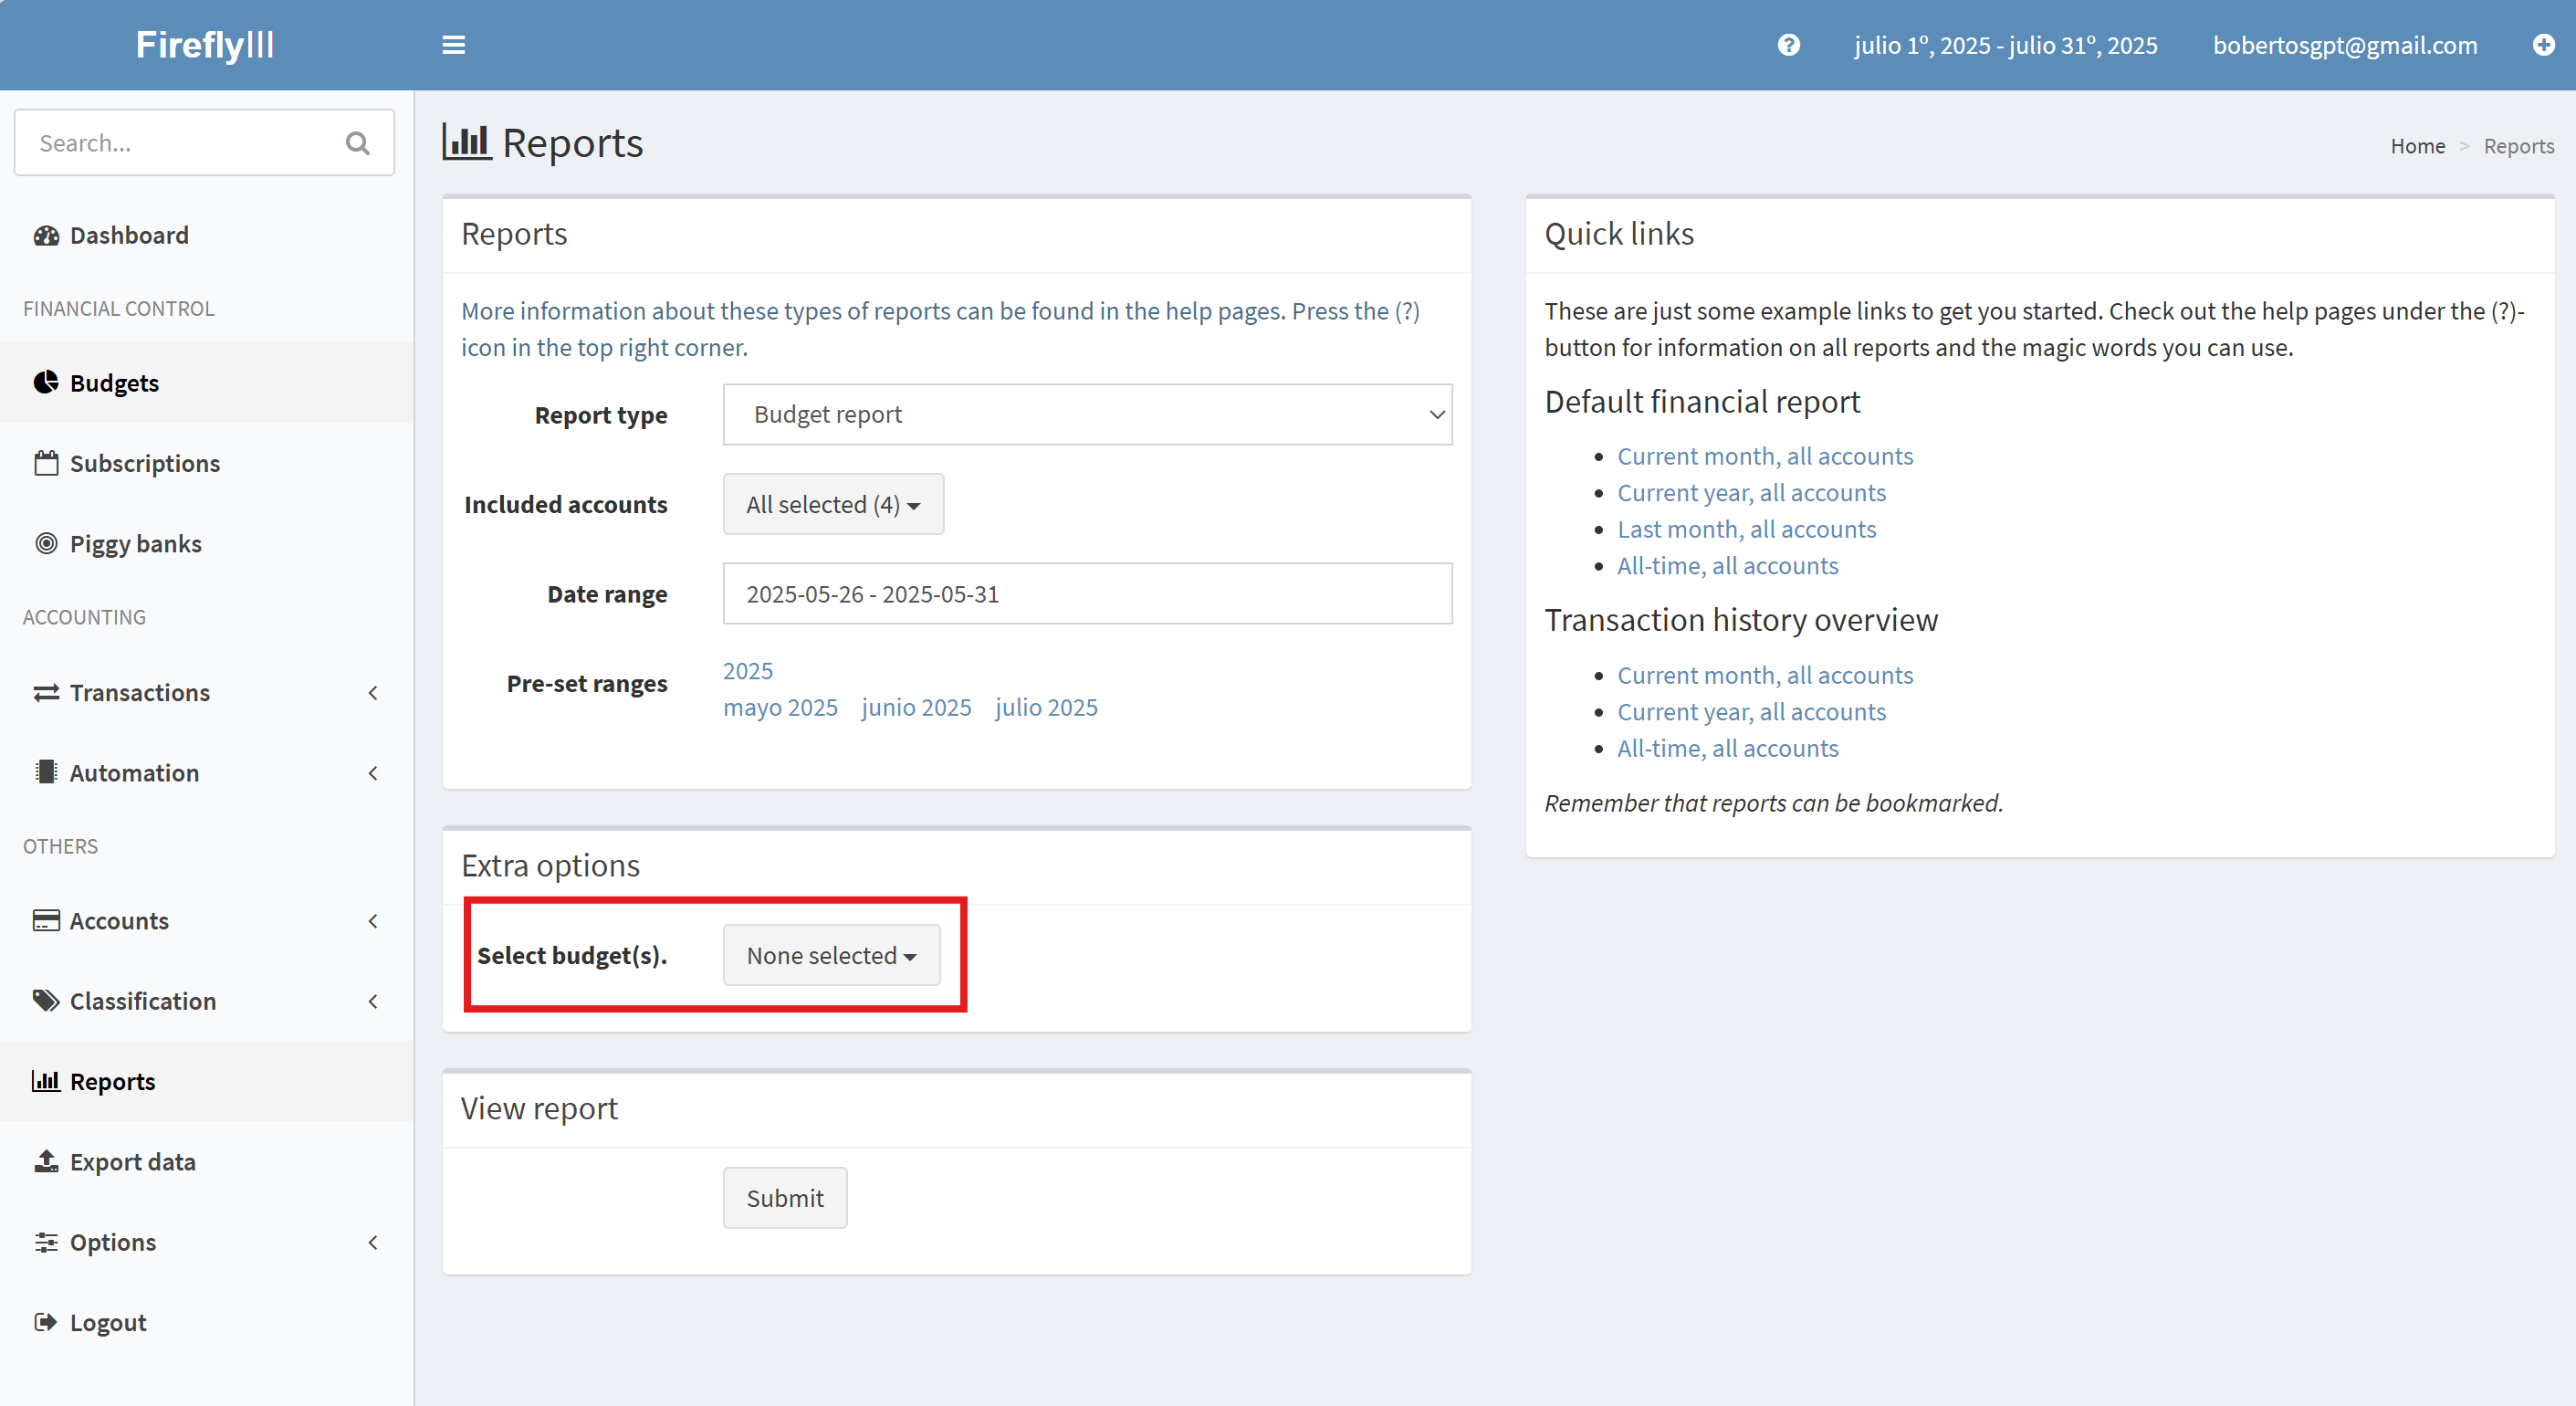 FireflyIII
julio 1º, 2025 - julio 31º, 2025
bobertosgpt@gmail.com
Search...
Dashboard
FINANCIAL CONTROL
Budgets
Subscriptions
Piggy banks
ACCOUNTING
Transactions
Automation
OTHERS
Accounts
Classification
Reports
Export data
Options
Logout
Reports
Home > Reports
Reports
More information about these types of reports can be found in the help pages. Press the (?)
icon in the top right corner.
Report type
Budget report
Included accounts
All selected (4)
Date range
2025-05-26 - 2025-05-31
Pre-set ranges
2025
mayo 2025 junio 2025 julio 2025
Extra options
Select budget(s).
None selected
View report
Submit
Quick links
These are just some example links to get you started. Check out the help pages under the (?)-
button for information on all reports and the magic words you can use.
Default financial report
Current month, all accounts
Current year, all accounts
Last month, all accounts
All-time, all accounts
Transaction history overview
Current month, all accounts
Current year, all accounts
All-time, all accounts
Remember that reports can be bookmarked.